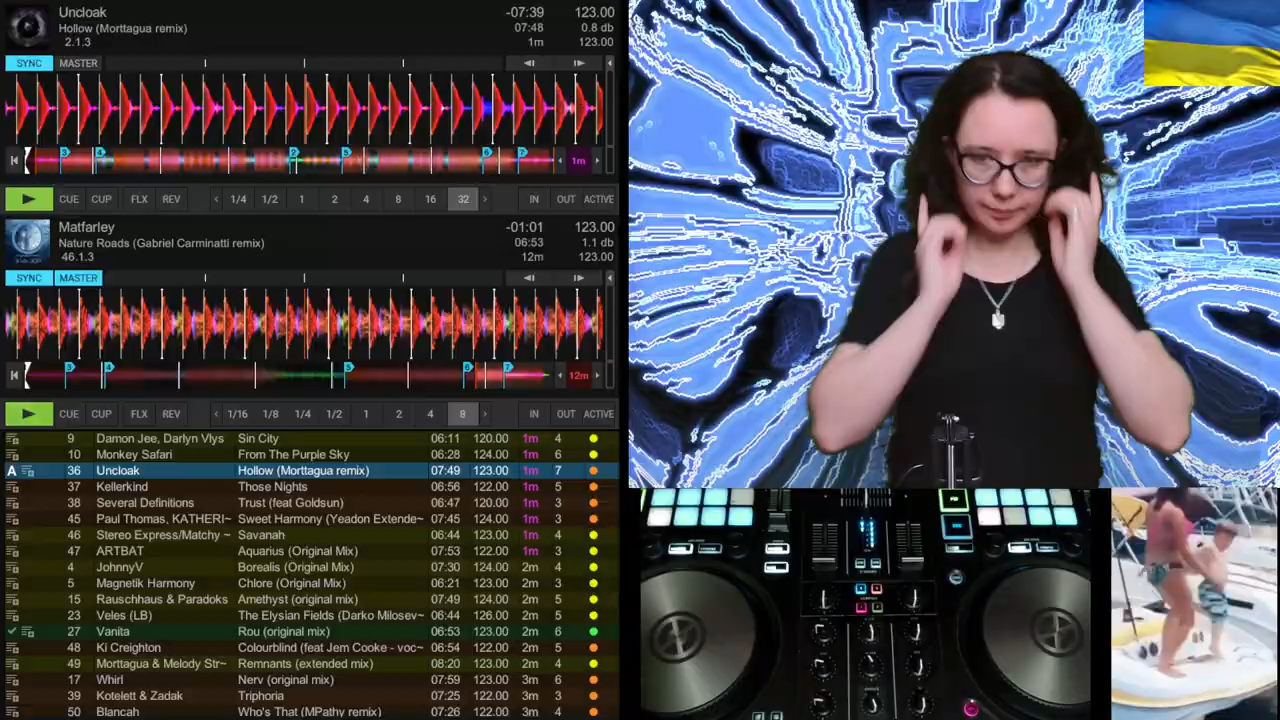 Uncloak -07:39 123.00
Hollow (Morttagua remix) 07:48 0.8 db
2.1.3 1m 123.00
SYNC MASTER
3 4 2 5 6 7 1m
CUE CUP FLX REV 1/4 1/2 1 2 4 8 16 32 IN OUT ACTIVE
Matfarley -01:01 123.00
Nature Roads (Gabriel Carminatti remix) 06:53 1.1 db
46.1.3 12m 123.00
SYNC MASTER
3 4 5 6 7 12m
CUE CUP FLX REV 1/16 1/8 1/4 1/2 1 2 4 8 IN OUT ACTIVE
9 Damon Jee, Darlyn Vlys Sin City 06:11 120.00 1m 4
10 Monkey Safari From The Purple Sky 06:28 124.00 1m 6
A 36 Uncloak Hollow (Morttagua remix) 07:49 123.00 1m 7
37 Kellerkind Those Nights 06:56 122.00 1m 5
38 Several Definitions Trust (feat Goldsun) 06:47 120.00 1m 3
45 Paul Thomas, KATHERI~ Sweet Harmony (Yeadon Extende~ 07:45 124.00 1m 3
46 Stereo Express/Matchy ~ Savanah 06:44 123.00 1m 4
47 ARTBAT Aquarius (Original Mix) 07:53 122.00 1m 3
4 JohnnyV Borealis (Original Mix) 07:30 124.00 2m 4
5 Magnetik Harmony Chlore (Original Mix) 06:21 123.00 2m 3
15 Rauschhaus & Paradoks Amethyst (original mix) 07:49 123.00 2m 5
23 Veles (LB) The Elysian Fields (Darko Milosev~ 06:44 126.00 2m 5
27 Vanita Rou (original mix) 06:53 123.00 2m 6
48 Ki Creighton Colourblind (feat Jem Cooke - voc~ 06:54 122.00 2m 5
49 Morttagua & Melody Str~ Remnants (extended mix) 08:20 123.00 2m 4
17 Whirl Nerv (original mix) 07:59 123.00 3m 6
39 Kotelett & Zadak Triphoria 07:25 122.00 3m 3
50 Blancah Who's That (MPathy remix) 07:26 122.00 3m 4